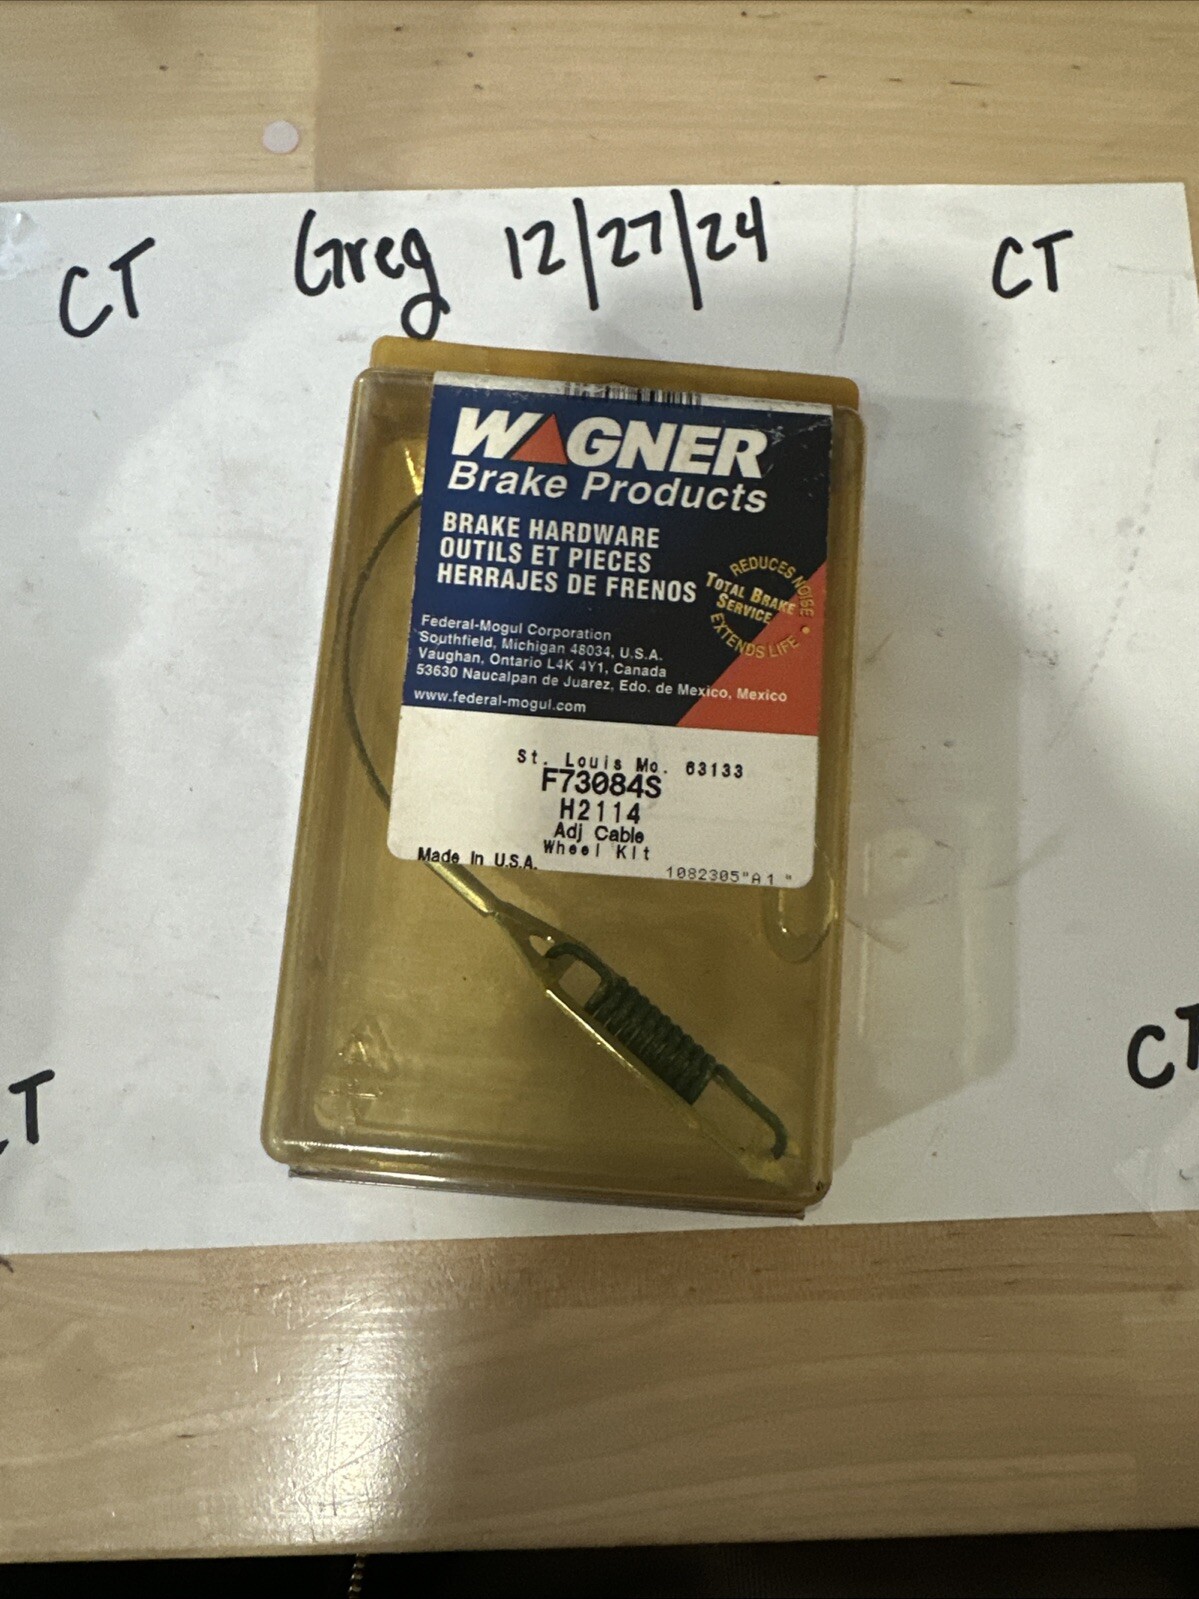 CT Greg 12/27/24 CT
WAGNER
Brake Products
BRAKE HARDWARE
OUTILS ET PIECES
HERRAJES DE FRENOS
REDUCES NOISE •
TOTAL BRAKE
SERVICE
EXTENDS LIFE
Federal-Mogul Corporation
Southfield, Michigan 48034, U.S.A.
Vaughan, Ontario L4K 4Y1, Canada
53630 Naucalpan de Juarez, Edo. de Mexico, Mexico
www.federal-mogul.com
St. Louis Mo. 63133
F73084S
H2114
Adj Cable
Wheel Kit
Made In U.S.A.
1082305"A1 "
CT
CT